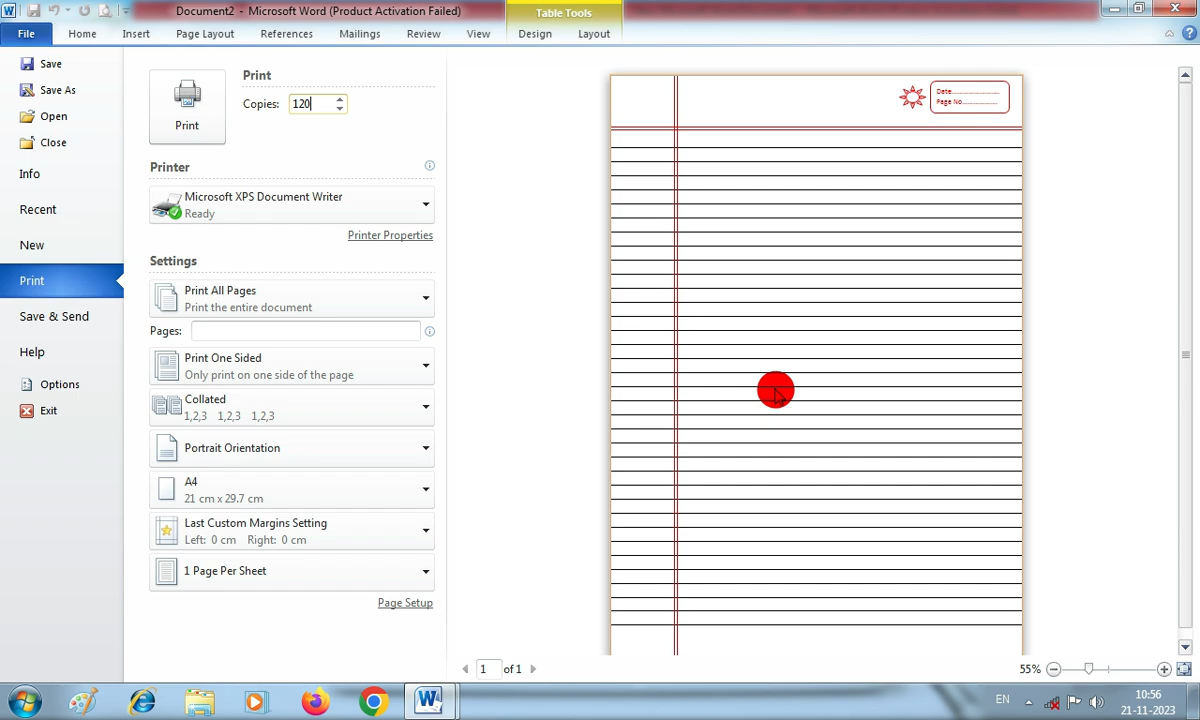 Document2 - Microsoft Word (Product Activation Failed)
Table Tools
File
Home
Insert
Page Layout
References
Mailings
Review
View
Design
Layout
Save
Save As
Open
Close
Info
Recent
New
Print
Save & Send
Help
Options
Exit
Print
Print
Copies: 120
Printer
Microsoft XPS Document Writer
Ready
Printer Properties
Settings
Print All Pages
Print the entire document
Pages:
Print One Sided
Only print on one side of the page
Collated
1,2,3 1,2,3 1,2,3
Portrait Orientation
A4
21 cm x 29.7 cm
Last Custom Margins Setting
Left: 0 cm Right: 0 cm
1 Page Per Sheet
Page Setup
Date
Page No
1 of 1
55%
EN
10:56
21-11-2023